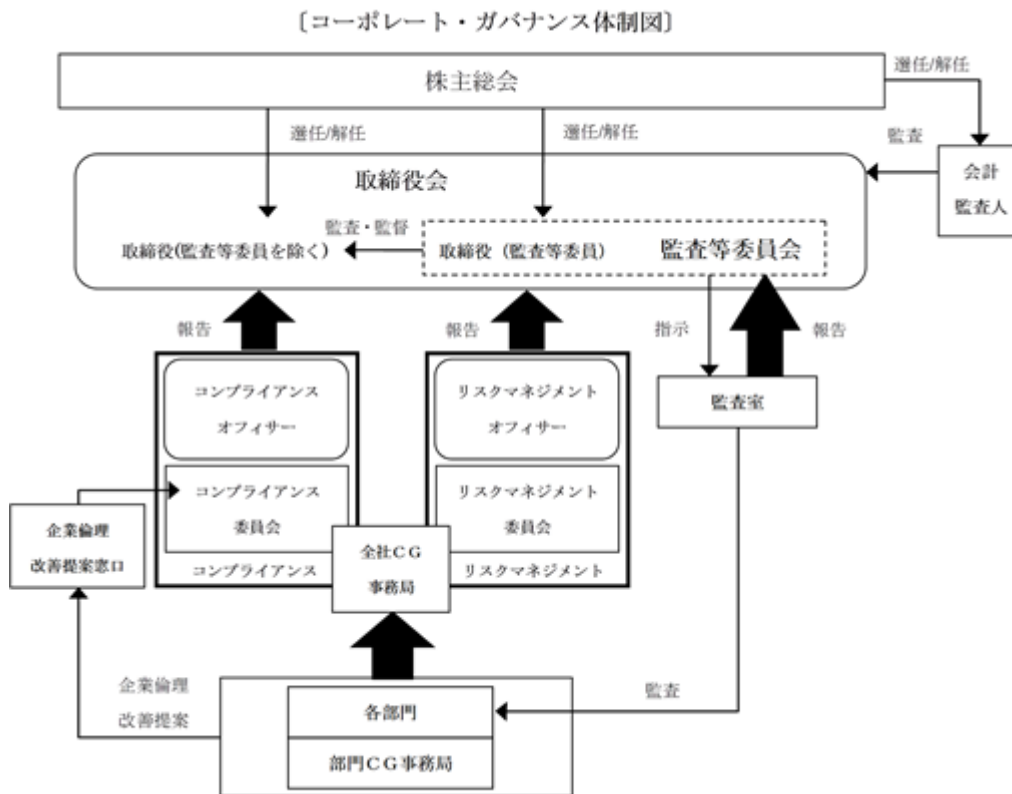 〔コーポレート・ガバナンス体制図〕
株主総会
選任/解任
選任/解任
選任/解任
監査
会計
監査人
取締役会
監査・監督
取締役(監査等委員を除く)
取締役（監査等委員）
監査等委員会
報告
報告
指示
報告
コンプライアンス
オフィサー
リスクマネジメント
オフィサー
監査室
コンプライアンス
委員会
リスクマネジメント
委員会
企業倫理
改善提案窓口
コンプライアンス
全社ＣＧ
事務局
リスクマネジメント
企業倫理
改善提案
監査
各部門
部門ＣＧ事務局